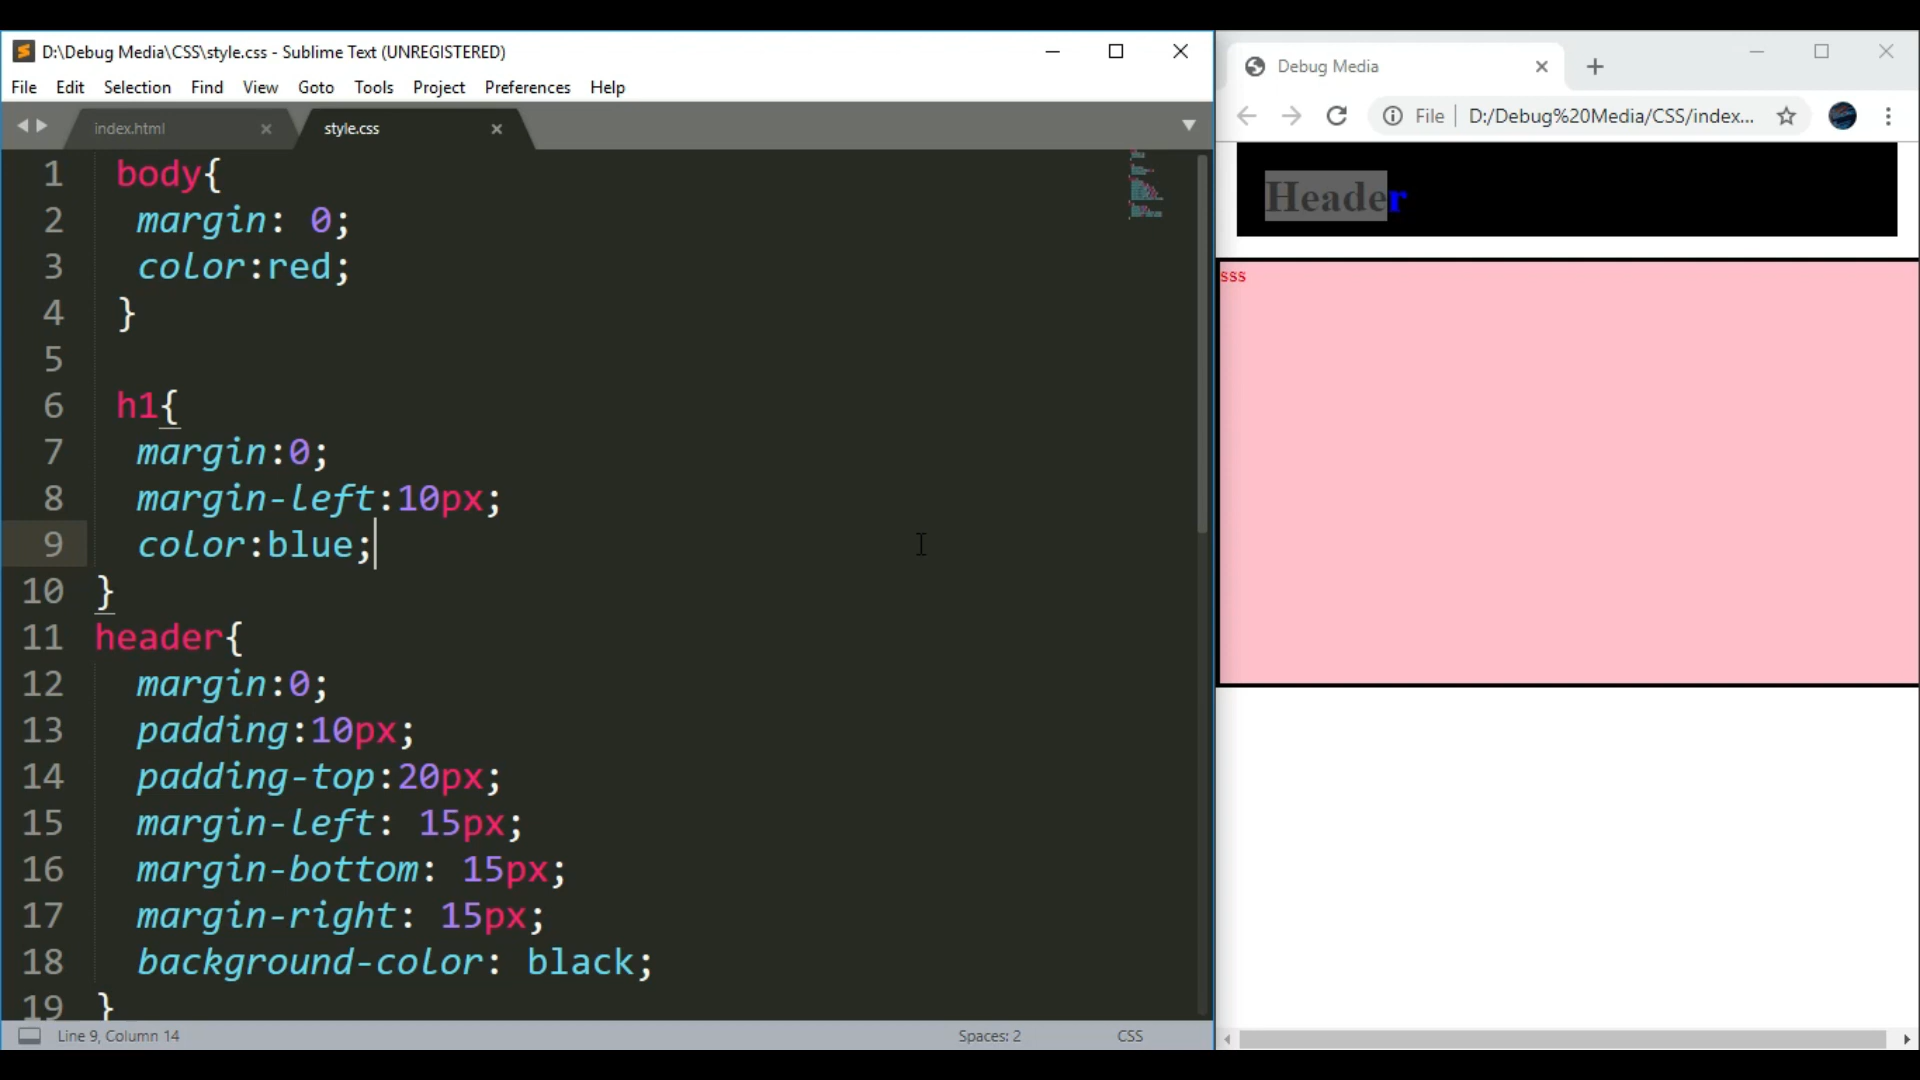 D:\Debug Media\CSS\style.css - Sublime Text (UNREGISTERED)
File Edit Selection Find View Goto Tools Project Preferences Help
index.html
style.css
1 body{
2 margin: 0;
3 color:red;
4 }
5
6 h1{
7 margin:0;
8 margin-left:10px;
9 color:blue;
10 }
11 header{
12 margin:0;
13 padding:10px;
14 padding-top:20px;
15 margin-left: 15px;
16 margin-bottom: 15px;
17 margin-right: 15px;
18 background-color: black;
19 }
Line 9, Column 14
Spaces: 2
CSS
Debug Media
File D:/Debug%20Media/CSS/index...
Header
sss